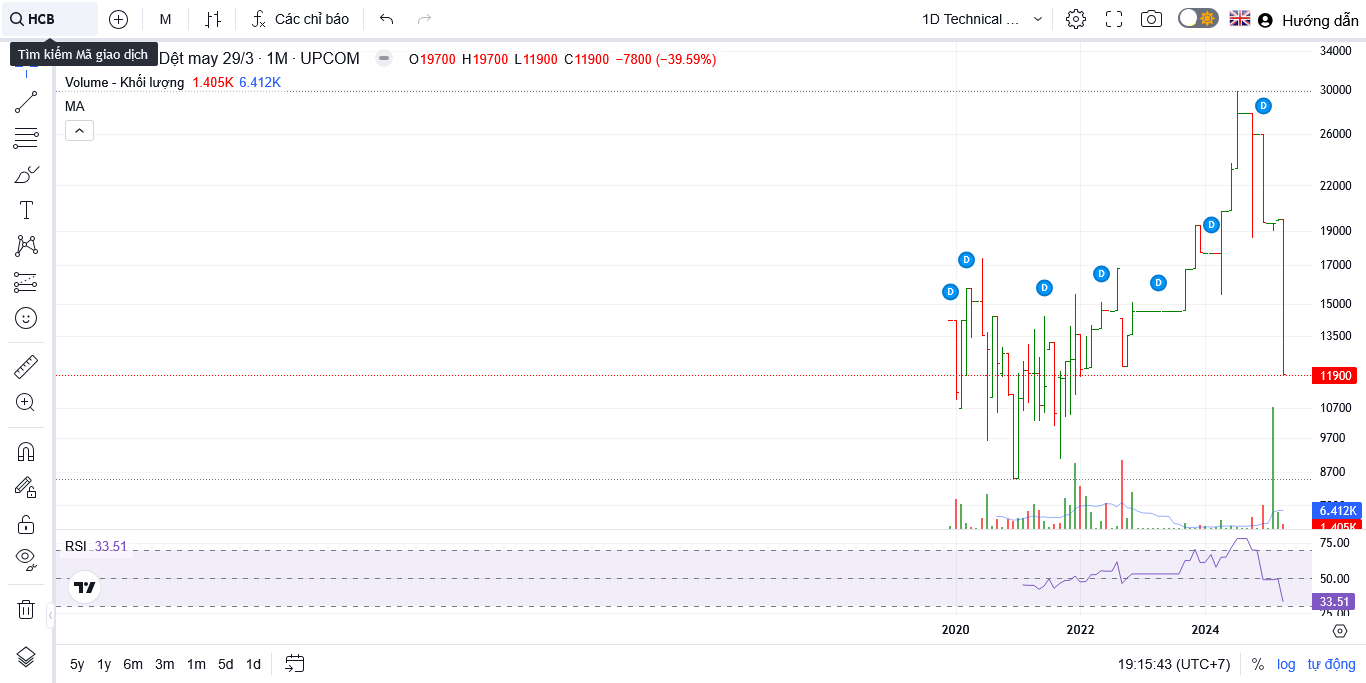 HCB M Các chỉ báo 1D Technical ... Hướng dẫn
Tìm kiếm Mã giao dịch
Dệt may 29/3 · 1M · UPCOM O19700 H19700 L11900 C11900 −7800 (−39.59%)
Volume - Khối lượng 1.405K 6.412K
MA
34000
30000
26000
22000
19000
17000
15000
13500
11900
10700
9700
8700
6.412K
1.405K
D
D
D
D
D
D
D
RSI 33.51
75.00
50.00
33.51
25.00
2020 2022 2024
5y 1y 6m 3m 1m 5d 1d 19:15:43 (UTC+7) % log tự động